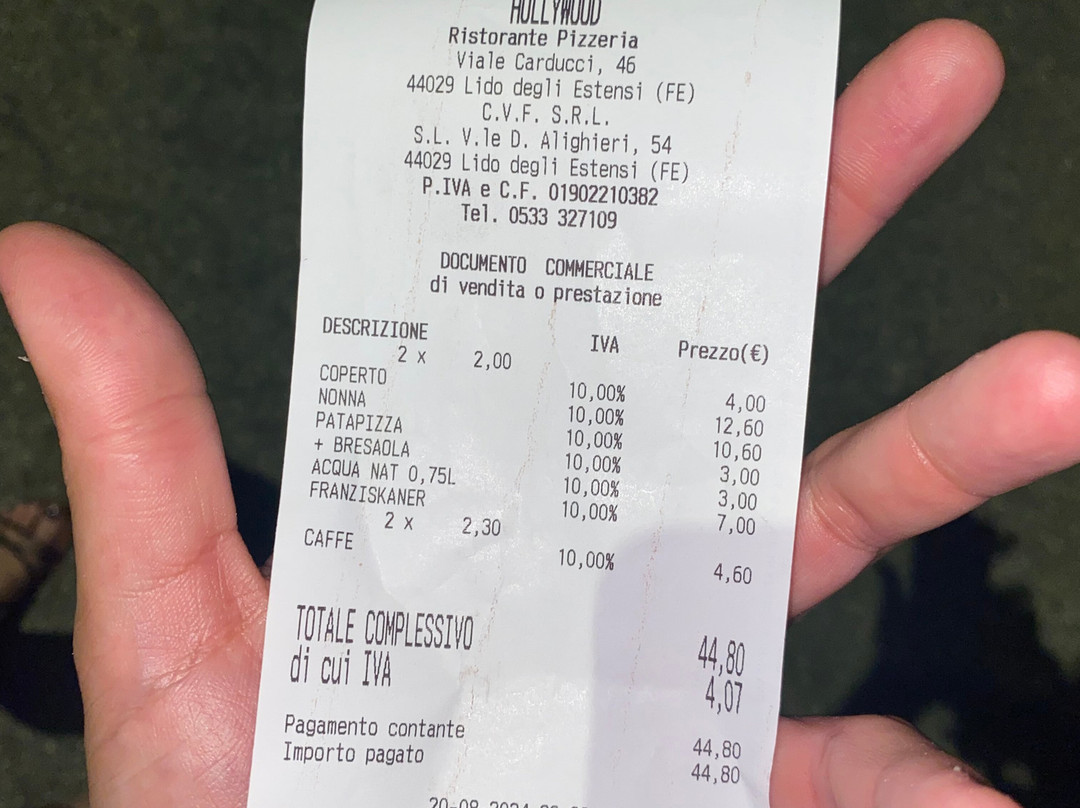 HOLLYWOOD
Ristorante Pizzeria
Viale Carducci, 46
44029 Lido degli Estensi (FE)
C.V.F. S.R.L.
S.L. V.le D. Alighieri, 54
44029 Lido degli Estensi (FE)
P.IVA e C.F. 01902210382
Tel. 0533 327109
DOCUMENTO COMMERCIALE
di vendita o prestazione
DESCRIZIONE IVA Prezzo(€)
2 x 2,00
COPERTO 10,00% 4,00
NONNA 10,00% 12,60
PATAPIZZA 10,00% 10,60
+ BRESAOLA 10,00% 3,00
ACQUA NAT 0,75L 10,00% 3,00
FRANZISKANER 10,00% 7,00
2 x 2,30
CAFFE 10,00% 4,60
TOTALE COMPLESSIVO 44,80
di cui IVA 4,07
Pagamento contante 44,80
Importo pagato 44,80